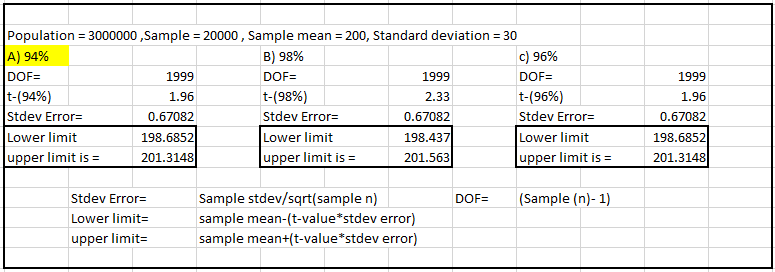 Population = 3000000 ,Sample = 20000 , Sample mean = 200, Standard deviation = 30
A) 94% B) 98% c) 96%
DOF= 1999 DOF= 1999 DOF= 1999
t-(94%) 1.96 t-(98%) 2.33 t-(96%) 1.96
Stdev Error= 0.67082 Stdev Error= 0.67082 Stdev Error= 0.67082
Lower limit 198.6852 Lower limit 198.437 Lower limit 198.6852
upper limit is = 201.3148 upper limit is = 201.563 upper limit is = 201.3148
Stdev Error= Sample stdev/sqrt(sample n) DOF= (Sample (n)- 1)
Lower limit= sample mean-(t-value*stdev error)
upper limit= sample mean+(t-value*stdev error)